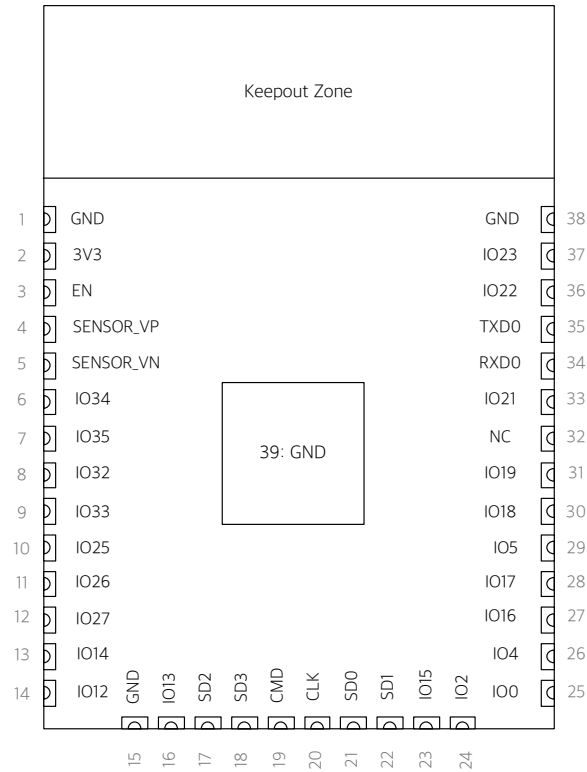 Keepout Zone
1 GND GND 38
2 3V3 IO23 37
3 EN IO22 36
4 SENSOR_VP TXD0 35
5 SENSOR_VN RXD0 34
6 IO34 IO21 33
7 IO35 NC 32
39: GND
8 IO32 IO19 31
9 IO33 IO18 30
10 IO25 IO5 29
11 IO26 IO17 28
12 IO27 IO16 27
13 IO14 IO4 26
14 IO12 IO0 25
GND IO13 SD2 SD3 CMD CLK SD0 SD1 IO15 IO2
15 16 17 18 19 20 21 22 23 24